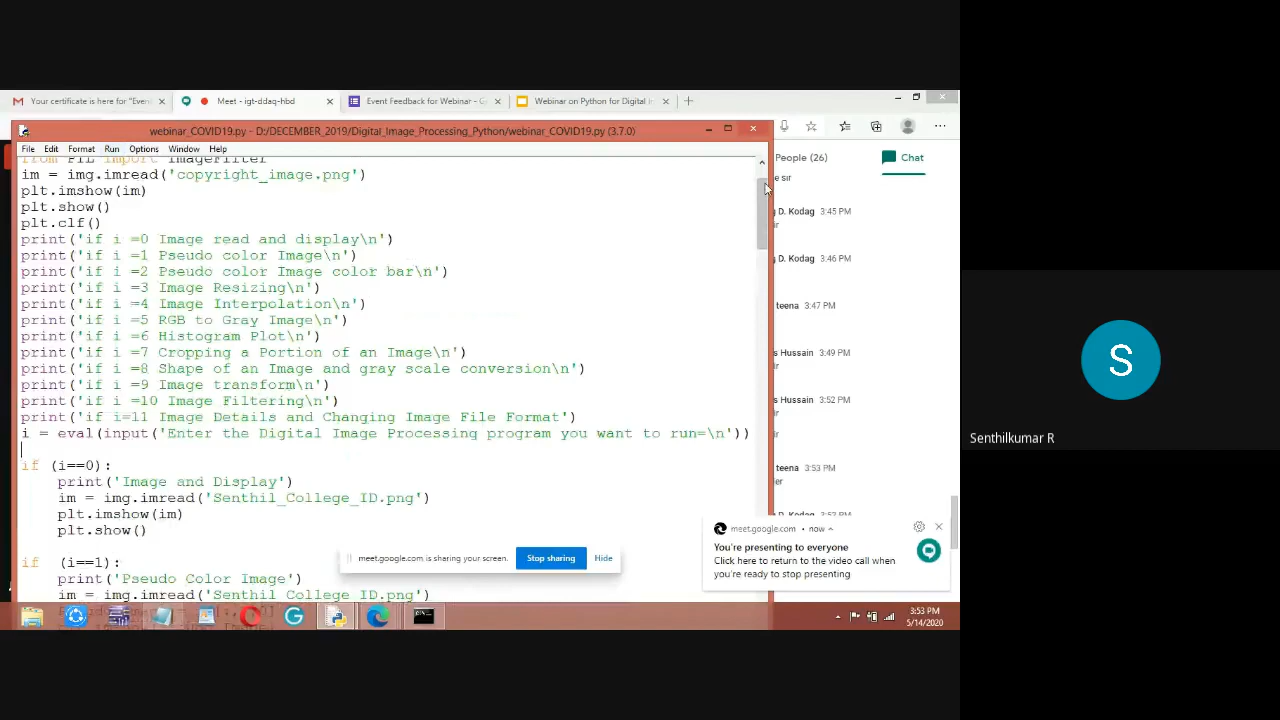 Your certificate is here for "Even
Meet - igt-ddaq-hbd
Event Feedback for Webinar - G
Webinar on Python for Digital I
webinar_COVID19.py - D:/DECEMBER_2019/Digital_Image_Processing_Python/webinar_COVID19.py (3.7.0)
File Edit Format Run Options Window Help
from PIL import ImageFilter
im = img.imread('copyright_image.png')
plt.imshow(im)
plt.show()
plt.clf()
print('if i =0 Image read and display\n')
print('if i =1 Pseudo color Image\n')
print('if i =2 Pseudo color Image color bar\n')
print('if i =3 Image Resizing\n')
print('if i =4 Image Interpolation\n')
print('if i =5 RGB to Gray Image\n')
print('if i =6 Histogram Plot\n')
print('if i =7 Cropping a Portion of an Image\n')
print('if i =8 Shape of an Image and gray scale conversion\n')
print('if i =9 Image transform\n')
print('if i =10 Image Filtering\n')
print('if i=11 Image Details and Changing Image File Format')
i = eval(input('Enter the Digital Image Processing program you want to run=\n'))
if (i==0):
print('Image and Display')
im = img.imread('Senthil_College_ID.png')
plt.imshow(im)
plt.show()
if (i==1):
print('Pseudo Color Image')
im = img.imread('Senthil_College_ID.png')
People (26)
Chat
e sir
g D. Kodag 3:45 PM
ir
g D. Kodag 3:46 PM
teena 3:47 PM
s Hussain 3:49 PM
ir
s Hussain 3:52 PM
ir
teena 3:53 PM
er
g D. Kodag 3:53 PM
meet.google.com is sharing your screen.
Stop sharing
Hide
meet.google.com • now
You're presenting to everyone
Click here to return to the video call when
you're ready to stop presenting
3:53 PM
5/14/2020
S
Senthilkumar R